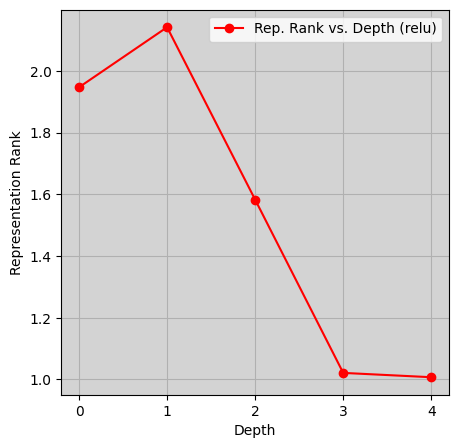 Rep. Rank vs. Depth (relu)
Representation Rank
2.0
1.8
1.6
1.4
1.2
1.0
0 1 2 3 4
Depth